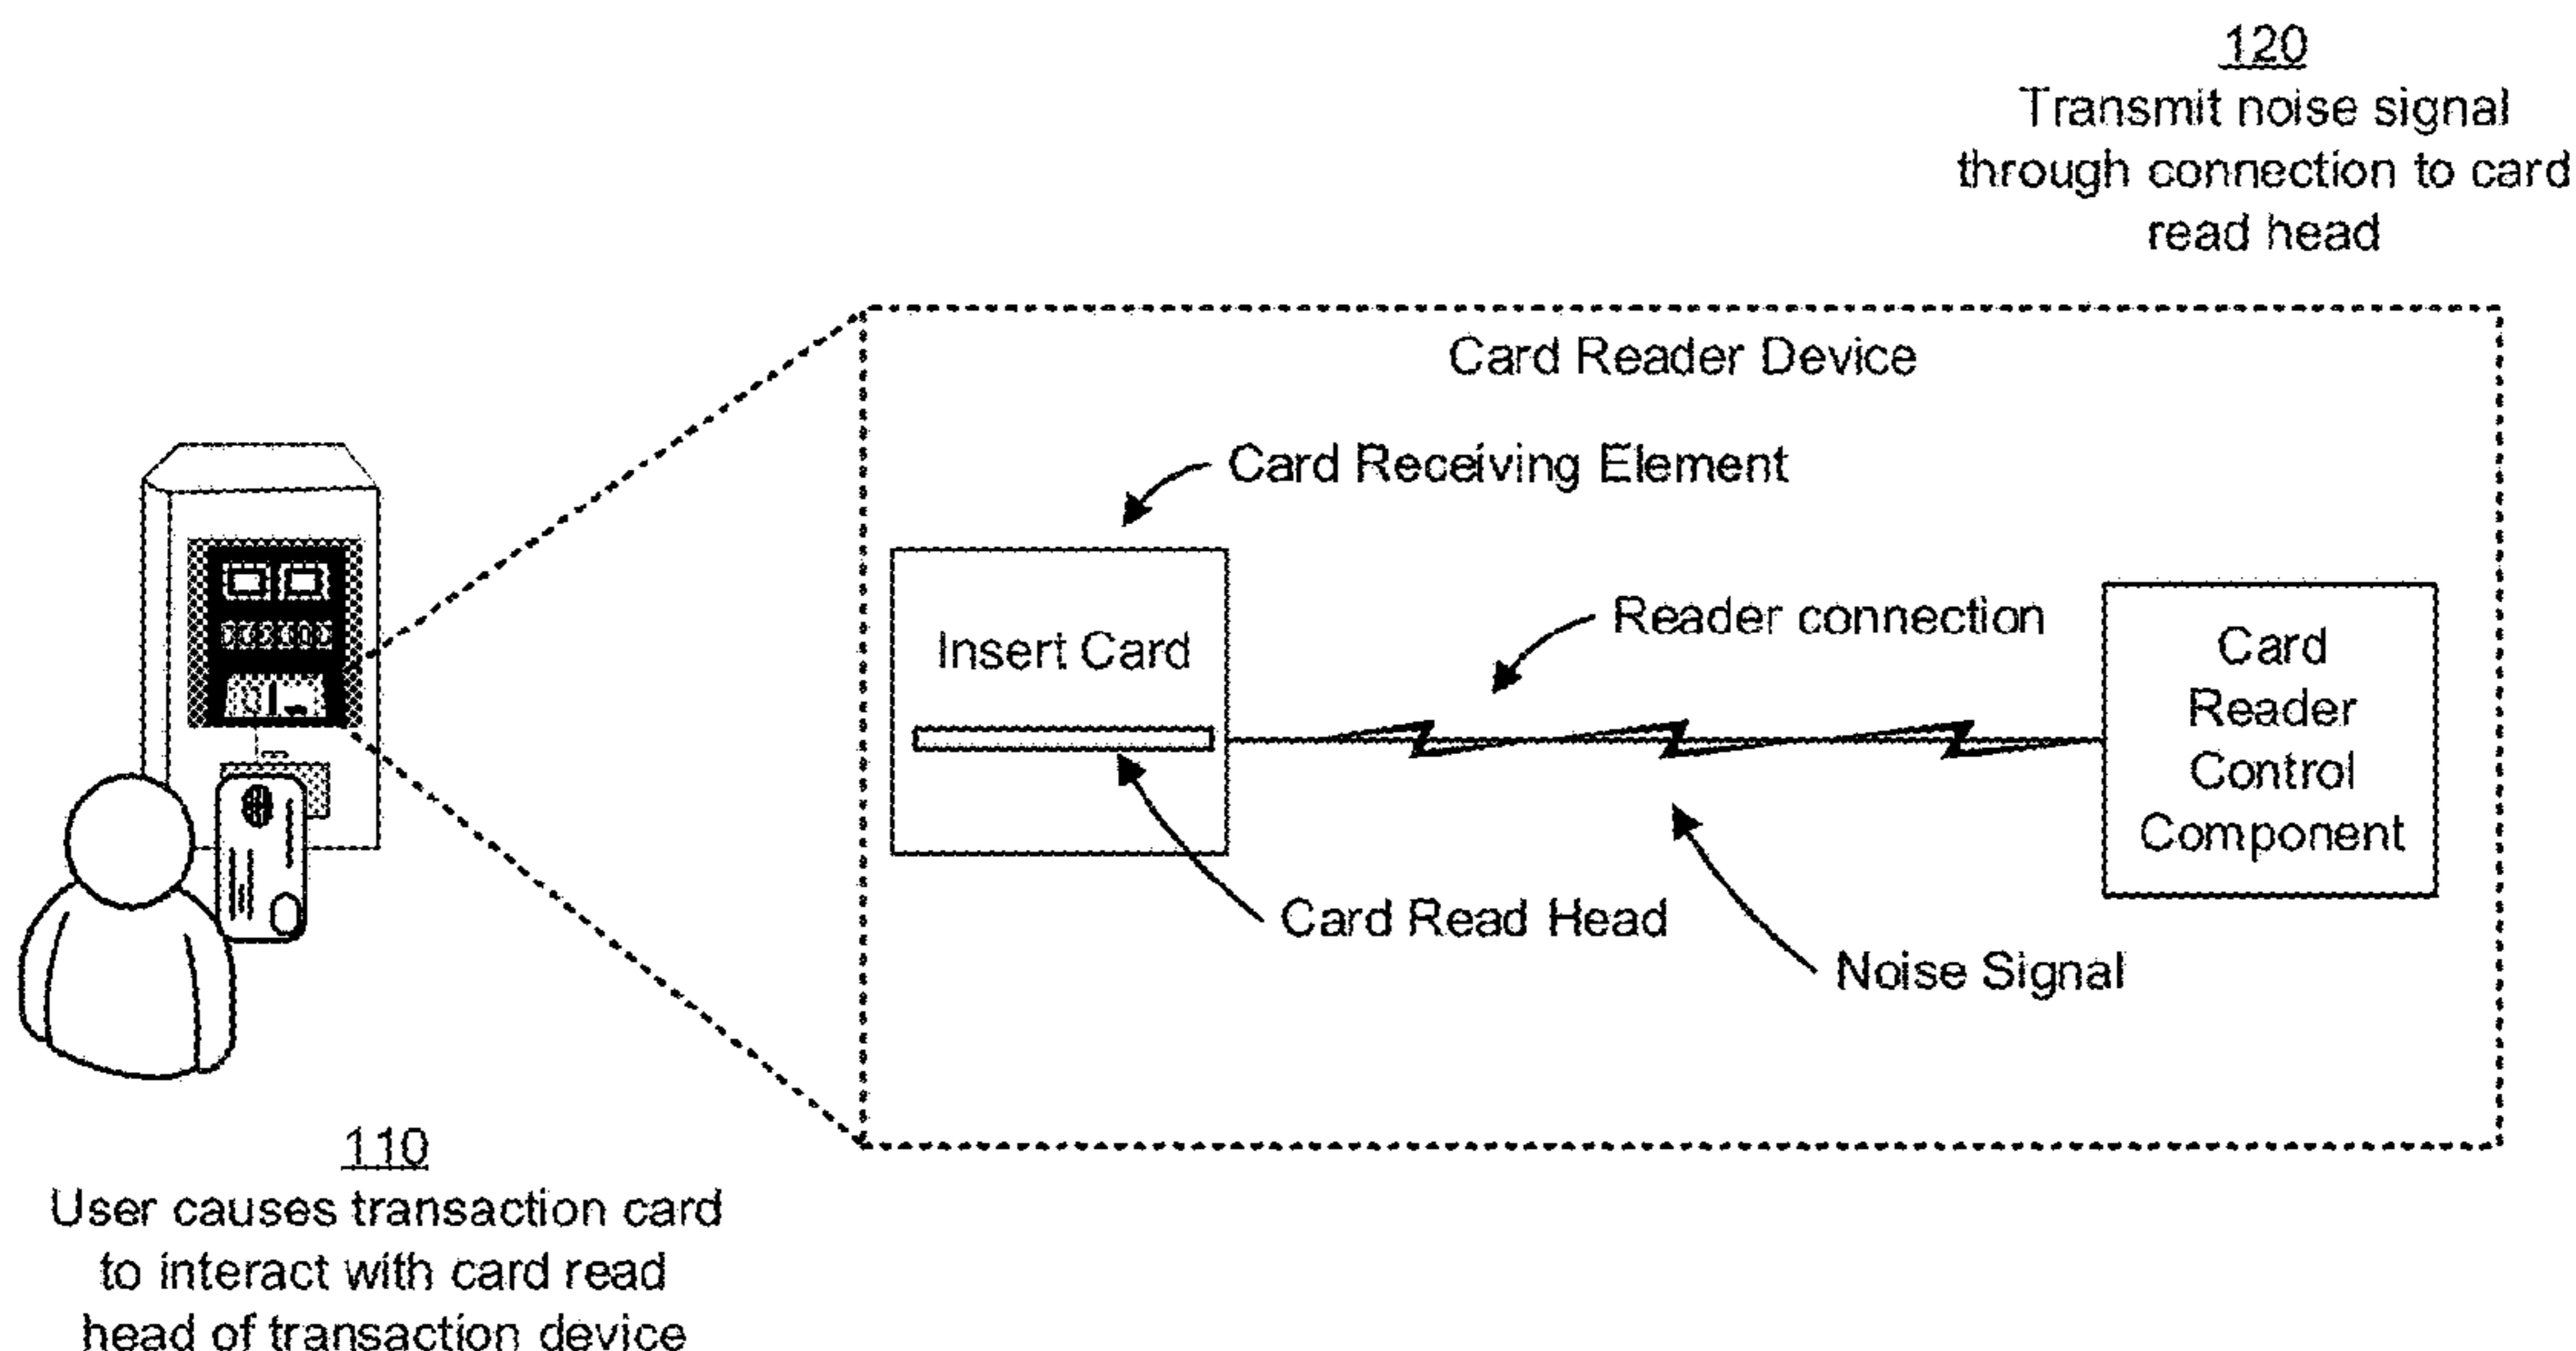 120
Transmit noise signal
through connection to card
read head
Card Reader Device
Card Receiving Element
Insert Card
Reader connection
Card
Reader
Control
Component
Card Read Head
Noise Signal
110
User causes transaction card
to interact with card read
head of transaction device